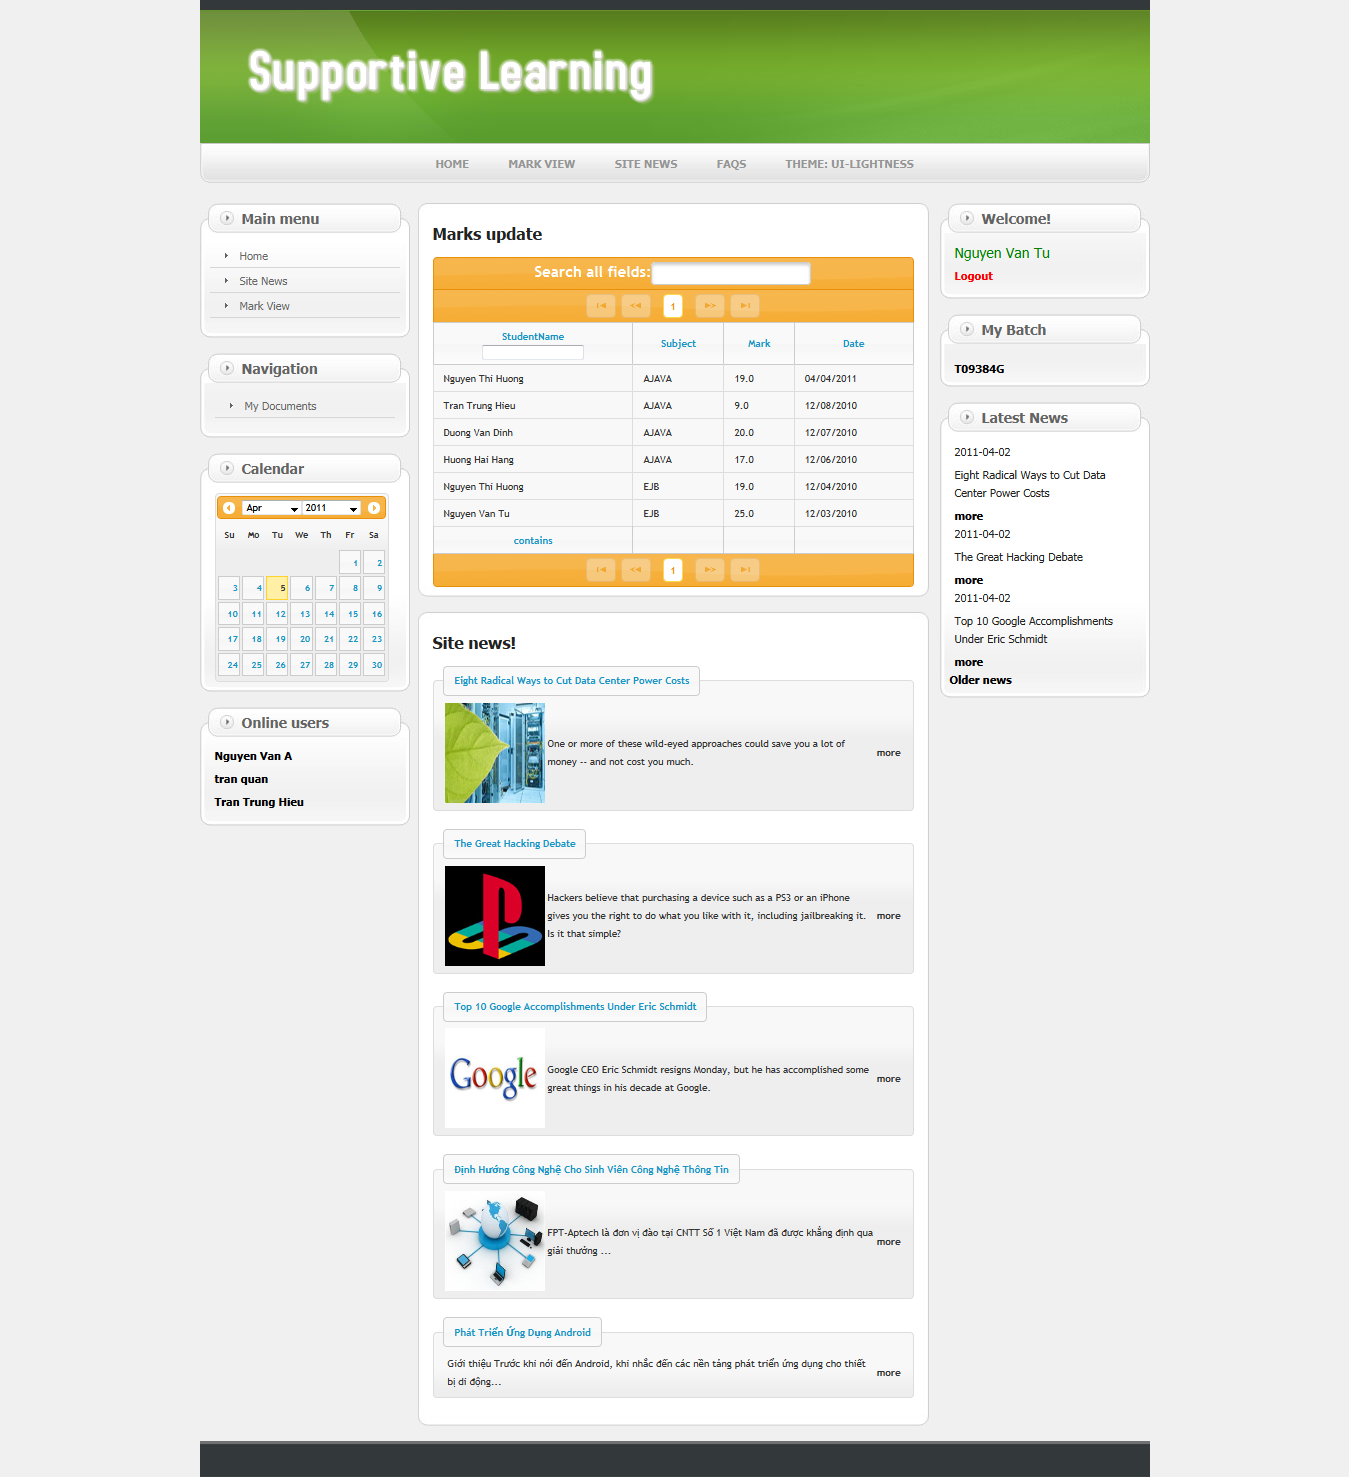 Supportive Learning
HOME MARK VIEW SITE NEWS FAQS THEME: UI-LIGHTNESS
Main menu
Home
Site News
Mark View
Navigation
My Documents
Calendar
Apr 2011
Su Mo Tu We Th Fr Sa
1 2
3 4 5 6 7 8 9
10 11 12 13 14 15 16
17 18 19 20 21 22 23
24 25 26 27 28 29 30
Online users
Nguyen Van A
tran quan
Tran Trung Hieu
Marks update
Search all fields:
1
StudentName Subject Mark Date
Nguyen Thi Huong AJAVA 19.0 04/04/2011
Tran Trung Hieu AJAVA 9.0 12/08/2010
Duong Van Dinh AJAVA 20.0 12/07/2010
Huong Hai Hang AJAVA 17.0 12/06/2010
Nguyen Thi Huong EJB 19.0 12/04/2010
Nguyen Van Tu EJB 25.0 12/03/2010
contains
1
Site news!
Eight Radical Ways to Cut Data Center Power Costs
One or more of these wild-eyed approaches could save you a lot of
money -- and not cost you much.
more
The Great Hacking Debate
Hackers believe that purchasing a device such as a PS3 or an iPhone
gives you the right to do what you like with it, including jailbreaking it.
Is it that simple?
more
Top 10 Google Accomplishments Under Eric Schmidt
Google
Google CEO Eric Schmidt resigns Monday, but he has accomplished some
great things in his decade at Google.
more
Định Hướng Công Nghệ Cho Sinh Viên Công Nghệ Thông Tin
FPT-Aptech là đơn vị đào tại CNTT Số 1 Việt Nam đã được khẳng định qua
giải thưởng ...
more
Phát Triển Ứng Dụng Android
Giới thiệu Trước khi nói đến Android, khi nhắc đến các nền tảng phát triển ứng dụng cho thiết
bị di động...
more
Welcome!
Nguyen Van Tu
Logout
My Batch
T09384G
Latest News
2011-04-02
Eight Radical Ways to Cut Data
Center Power Costs
more
2011-04-02
The Great Hacking Debate
more
2011-04-02
Top 10 Google Accomplishments
Under Eric Schmidt
more
Older news